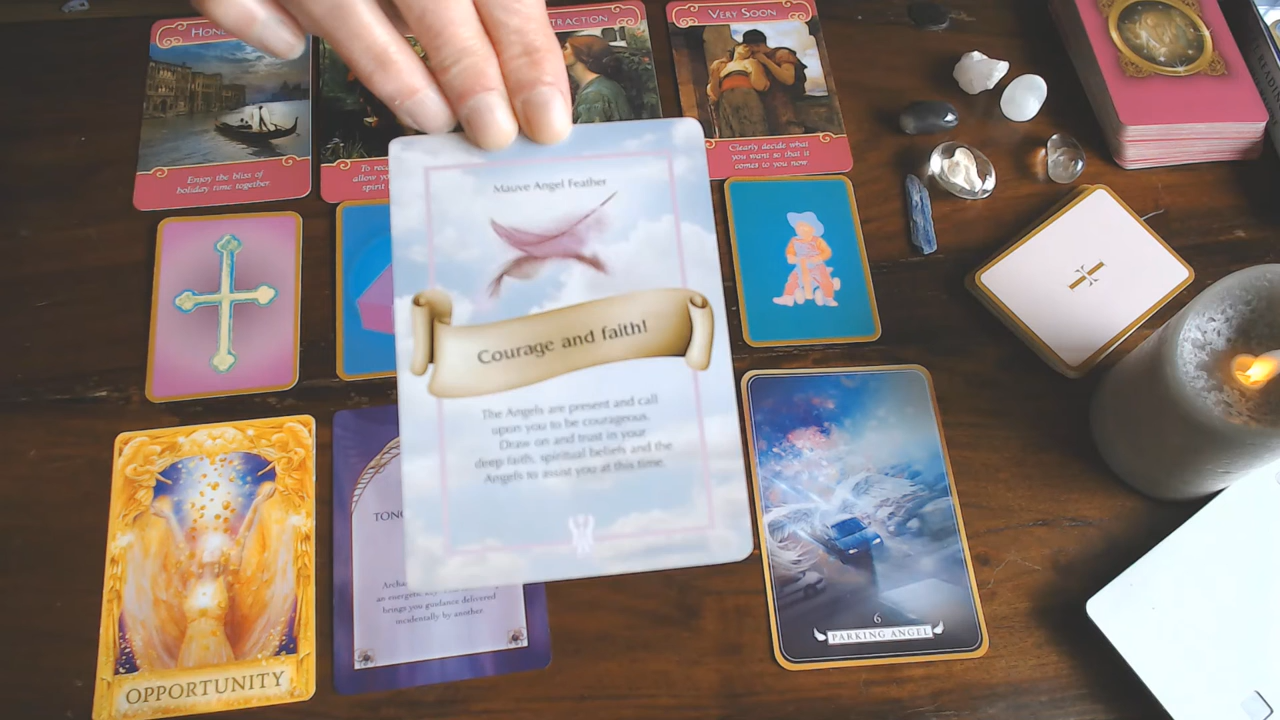 HON
TRACTION
VERY SOON
Enjoy the bliss of
holiday time together.
To rec
allow yo
spirit
Clearly decide what
you want so that it
comes to you now.
READIN
Mauve Angel Feather
Courage and faith!
The Angels are present and call
upon you to be courageous.
Draw on and trust in your
deep faith, spiritual beliefs and the
Angels to assist you at this time.
TONG
Archa
an energetic
brings you guidance delivered
incidentally by another.
OPPORTUNITY
6
PARKING ANGEL